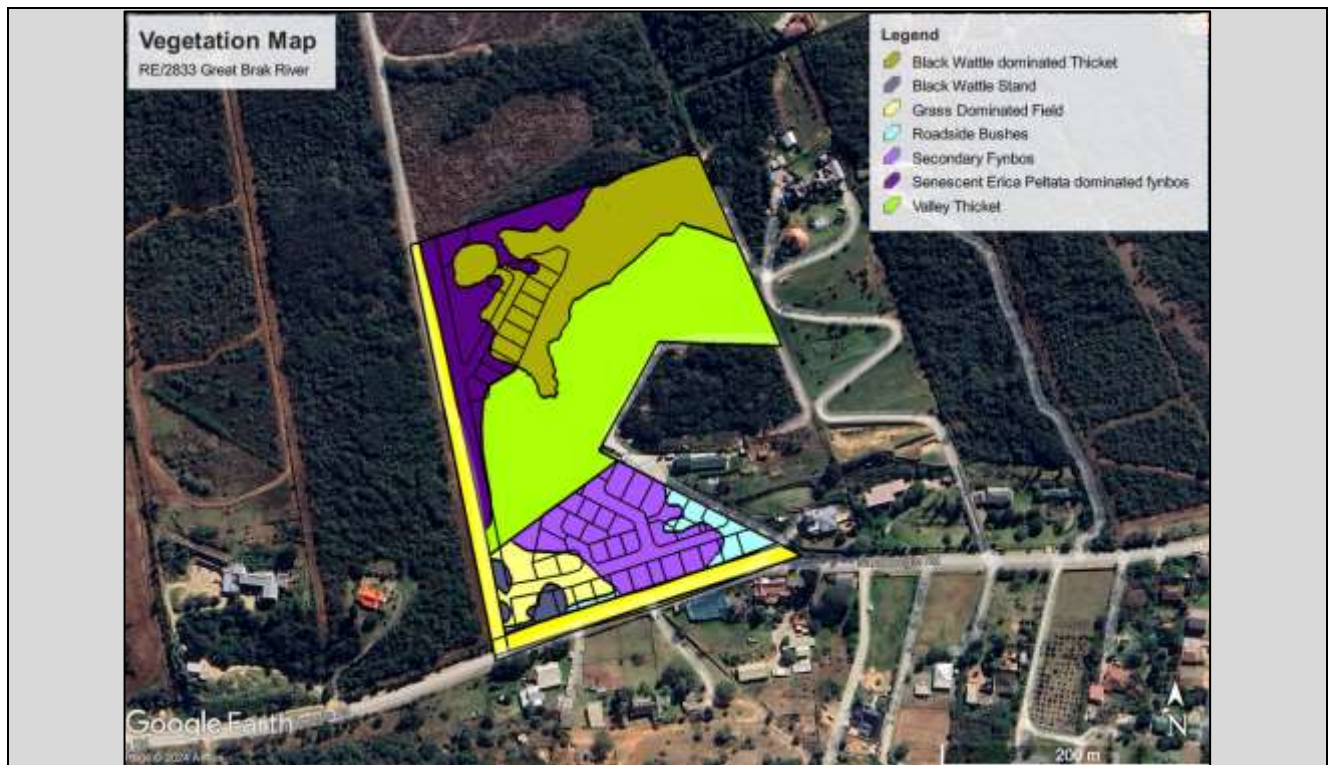 Vegetation Map
RE/2833 Great Brak River
Legend
Black Wattle dominated Thicket
Black Wattle Stand
Grass Dominated Field
Roadside Bushes
Secondary Fynbos
Senescent Erica Peltata dominated fynbos
Valley Thicket
N
Google Earth
© 2024
200 m